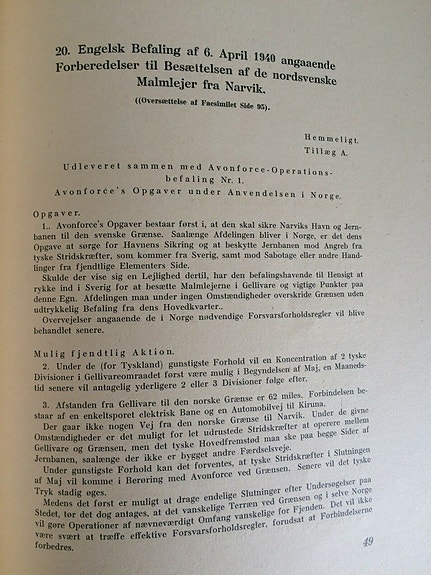 20. Engelsk Befaling af 6. April 1940 angaaende
Forberedelser til Besættelsen af de nordsvenske
Malmlejer fra Narvik.
((Oversættelse af Facsimilet Side 95).
Hemmeligt.
Tillæg A.
Udleveret sammen med Avonforce-Operations-
befaling Nr. 1.
Avonforce's Opgaver under Anvendelsen i Norge.
Opgaver.
1.. Avonforce's Opgaver bestaar først i, at den skal sikre Narviks Havn og Jern-
banen til den svenske Grænse. Saalænge Afdelingen bliver i Norge, er det dens
Opgave at sørge for Havnens Sikring og at beskytte Jernbanen mod Angreb fra
tyske Stridskræfter, som kommer fra Sverig, samt mod Sabotage eller andre Hand-
linger fra fjendtlige Elementers Side.
Skulde der vise sig en Lejlighed dertil, har den befalingshavende til Hensigt at
rykke ind i Sverig for at besætte Malmlejerne i Gellivare og vigtige Punkter paa
denne Egn. Afdelingen maa under ingen Omstændigheder overskride Grænsen uden
udtrykkelig Befaling fra dens Hovedkvarter..
Overvejelser angaaende de i Norge nødvendige Forsvarsforholdsregler vil blive
behandlet senere.
Mulig fjendtlig Aktion.
2. Under de (for Tyskland) gunstigste Forhold vil en Koncentration af 2 tyske
Divisioner i Gellivareomraadet først være mulig i Begyndelsen af Maj, en Maaneds-
tid senere vil antagelig yderligere 2 eller 3 Divisioner følge efter.
3. Afstanden fra Gellivare til den norske Grænse er 62 miles. Forbindelsen be-
staar af en enkeltsporet elektrisk Bane og en Automobilvej til Kiruna.
Der gaar ikke nogen Vej fra den norske Grænse til Narvik. Under de givne
Omstændigheder er det muligt for let udrustede Stridskræfter at operere mellem
Gellivare og Grænsen, men det tyske Hovedfremstød maa ske paa begge Sider af
Jernbanen, saalænge der ikke er bygget andre Færdselsveje.
Under gunstigste Forhold kan det forventes, at tyske Stridskræfter i Slutningen
af Maj vil komme i Berøring med Avonforce ved Grænsen. Senere vil det tyske
Tryk stadig øges.
Medens det først er muligt at drage endelige Slutninger efter Undersøgelser paa
Stedet, tør det dog antages, at det vanskelige Terræn ved Grænsen og i selve Norge
vil gøre Operationer af nævneværdigt Omfang vanskelige for Fjenden. Det vil ikke
være svært at træffe effektive Forsvarsforholdsregler, forudsat at Forbindelserne
forbedres.
49